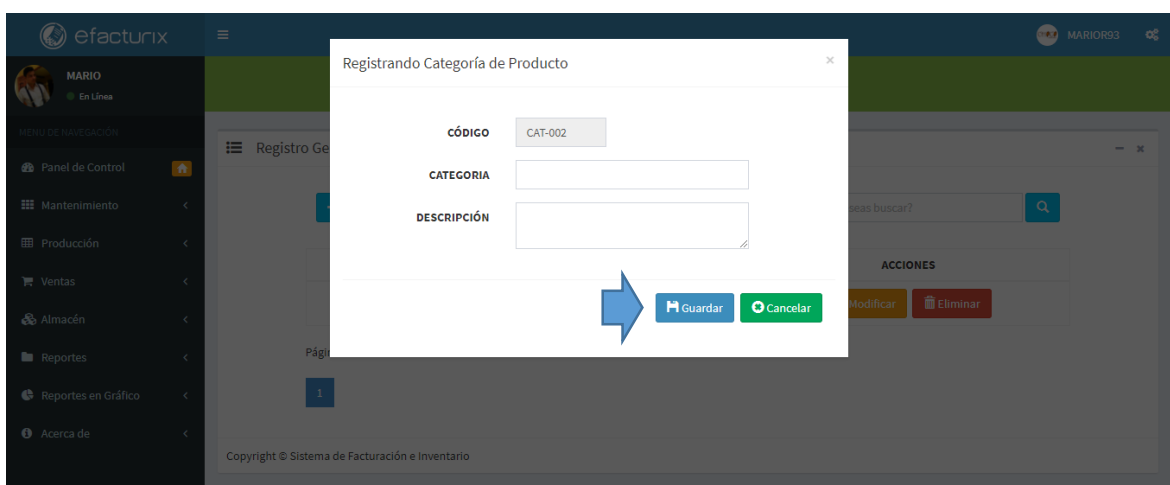 efacturix
MARIOR93
MARIO
En Línea
MENU DE NAVEGACIÓN
Panel de Control
Mantenimiento
Producción
Ventas
Almacén
Reportes
Reportes en Gráfico
Acerca de
Registrando Categoría de Producto
×
CÓDIGO
CAT-002
CATEGORIA
DESCRIPCIÓN
Guardar
Cancelar
Registro Ge
seas buscar?
ACCIONES
Modificar
Eliminar
Pági
1
Copyright © Sistema de Facturación e Inventario